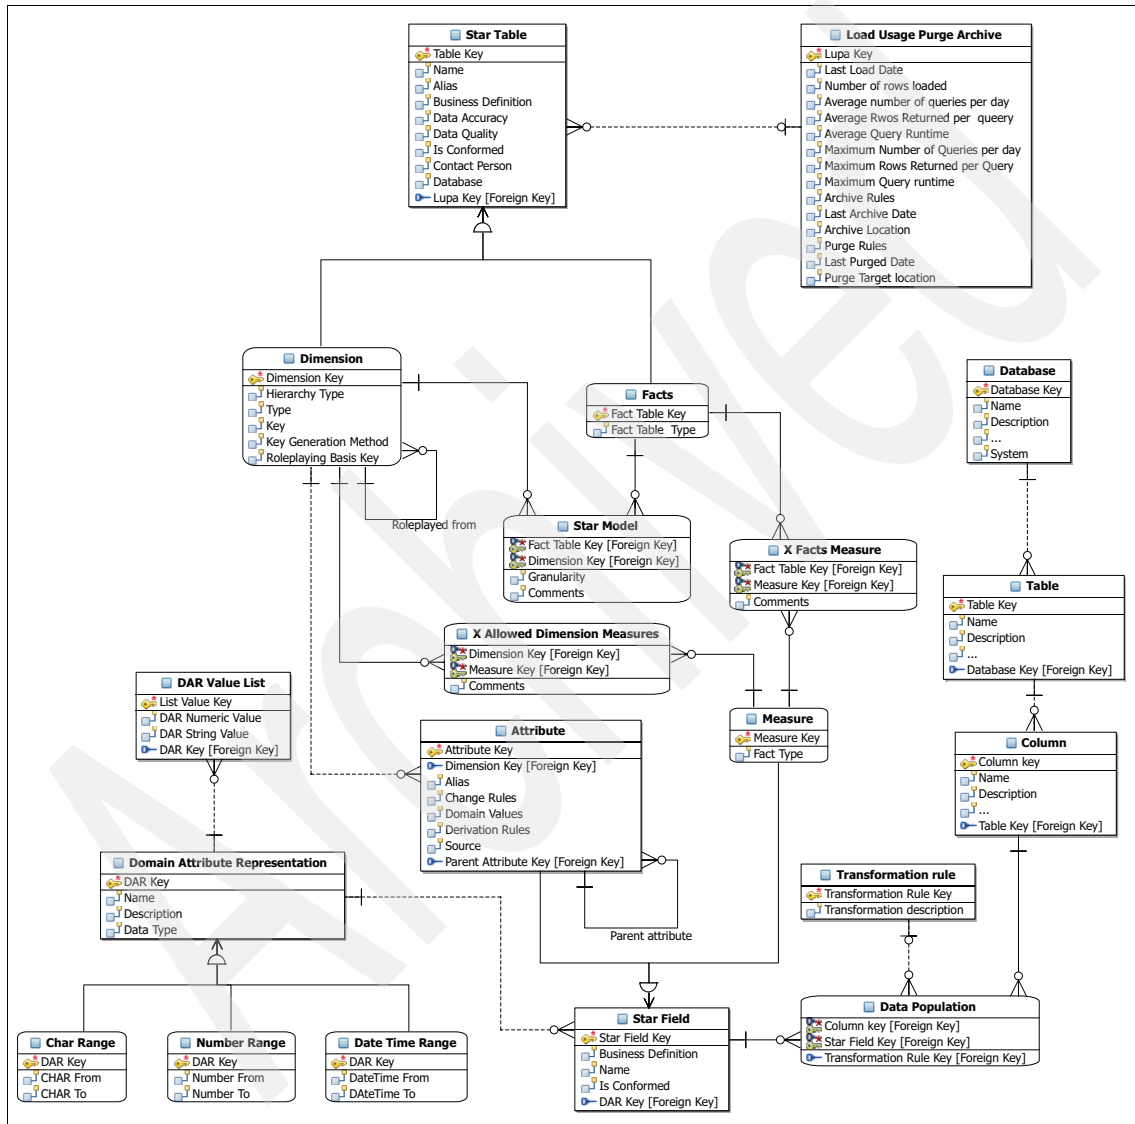 Star Table
Table Key
Name
Alias
Business Definition
Data Accuracy
Data Quality
Is Conformed
Contact Person
Database
Lupa Key [Foreign Key]
Load Usage Purge Archive
Lupa Key
Last Load Date
Number of rows loaded
Average number of queries per day
Average Rwos Returned per queery
Average Query Runtime
Maximum Number of Queries per day
Maximum Rows Returned per Query
Maximum Query runtime
Archive Rules
Last Archive Date
Archive Location
Purge Rules
Last Purged Date
Purge Target location
Dimension
Dimension Key
Hierarchy Type
Type
Key
Key Generation Method
Roleplaying Basis Key
Roleplayed from
Facts
Fact Table Key
Fact Table Type
Database
Database Key
Name
Description
...
System
Star Model
Fact Table Key [Foreign Key]
Dimension Key [Foreign Key]
Granularity
Comments
X Facts Measure
Fact Table Key [Foreign Key]
Measure Key [Foreign Key]
Comments
Table
Table Key
Name
Description
...
Database Key [Foreign Key]
X Allowed Dimension Measures
Dimension Key [Foreign Key]
Measure Key [Foreign Key]
Comments
DAR Value List
List Value Key
DAR Numeric Value
DAR String Value
DAR Key [Foreign Key]
Attribute
Attribute Key
Dimension Key [Foreign Key]
Alias
Change Rules
Domain Values
Derivation Rules
Source
Parent Attribute Key [Foreign Key]
Parent attribute
Measure
Measure Key
Fact Type
Column
Column key
Name
Description
...
Table Key [Foreign Key]
Domain Attribute Representation
DAR Key
Name
Description
Data Type
Transformation rule
Transformation Rule Key
Transformation description
Char Range
DAR Key
CHAR From
CHAR To
Number Range
DAR Key
Number From
Number To
Date Time Range
DAR Key
DateTime From
DAteTime To
Star Field
Star Field Key
Business Definition
Name
Is Conformed
DAR Key [Foreign Key]
Data Population
Column key [Foreign Key]
Star Field Key [Foreign Key]
Transformation Rule Key [Foreign Key]
Archived